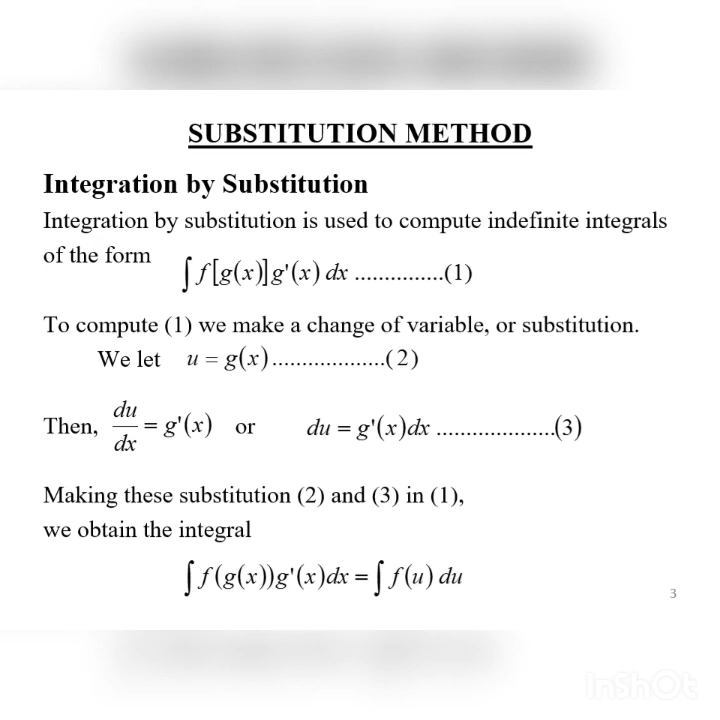 SUBSTITUTION METHOD
Integration by Substitution
Integration by substitution is used to compute indefinite integrals
of the form ∫ f[g(x)]g'(x) dx ...............(1)
To compute (1) we make a change of variable, or substitution.
We let u = g(x)...................(2)
Then, du/dx = g'(x) or du = g'(x)dx ....................(3)
Making these substitution (2) and (3) in (1),
we obtain the integral
∫ f(g(x))g'(x)dx = ∫ f(u) du
3
InShOt